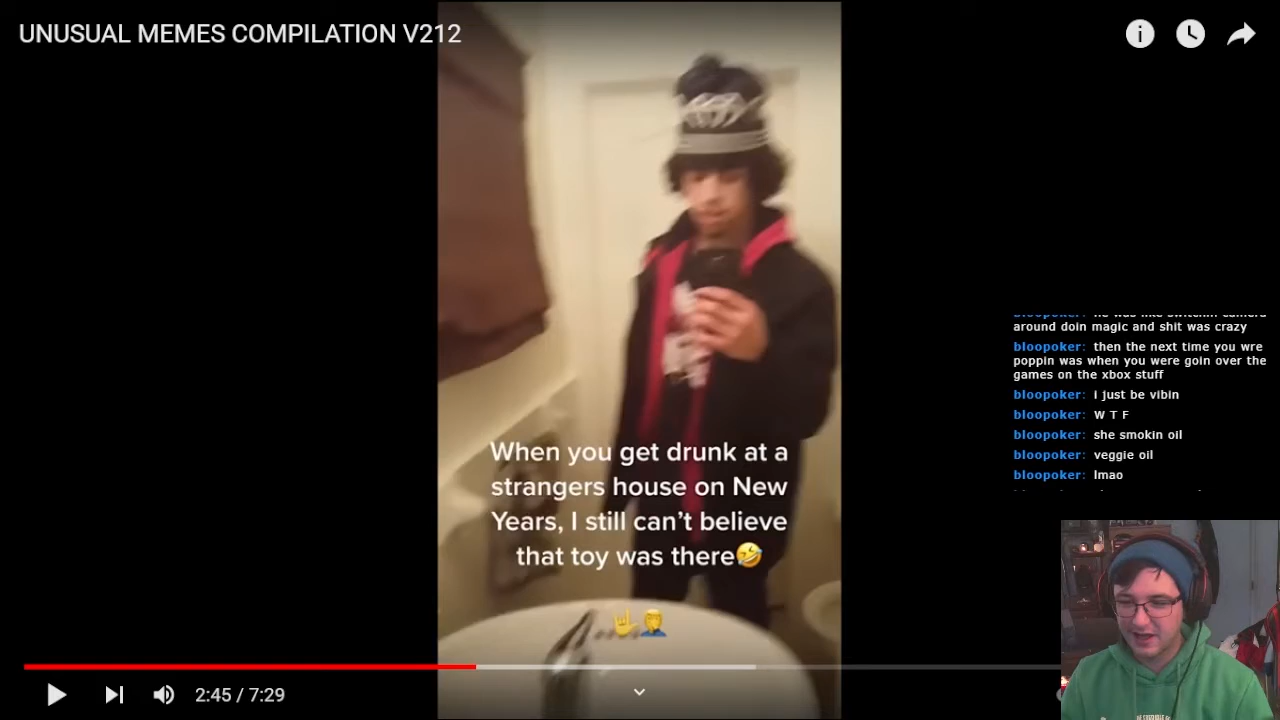 UNUSUAL MEMES COMPILATION V212
When you get drunk at a
strangers house on New
Years, I still can't believe
that toy was there🤣
🤟🤦
2:45 / 7:29
around doin magic and shit was crazy
bloopoker: then the next time you wre
poppin was when you were goin over the
games on the xbox stuff
bloopoker: i just be vibin
bloopoker: W T F
bloopoker: she smokin oil
bloopoker: veggie oil
bloopoker: lmao